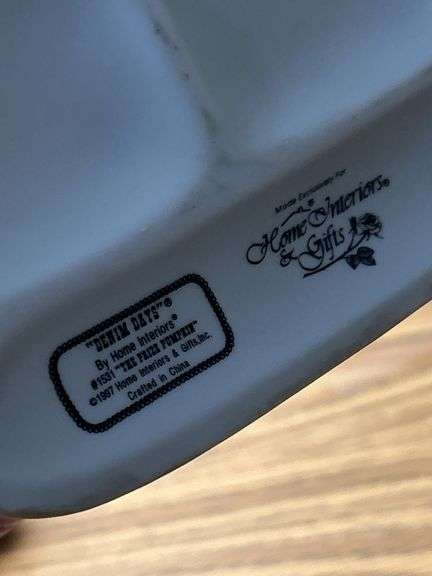 Made Exclusively For
Home Interiors®
& Gifts
"DENIM DAYS"®
By Home Interiors®
#1531 "THE PRIZE PUMPKIN"
©1997 Home Interiors & Gifts, Inc.
Crafted in China